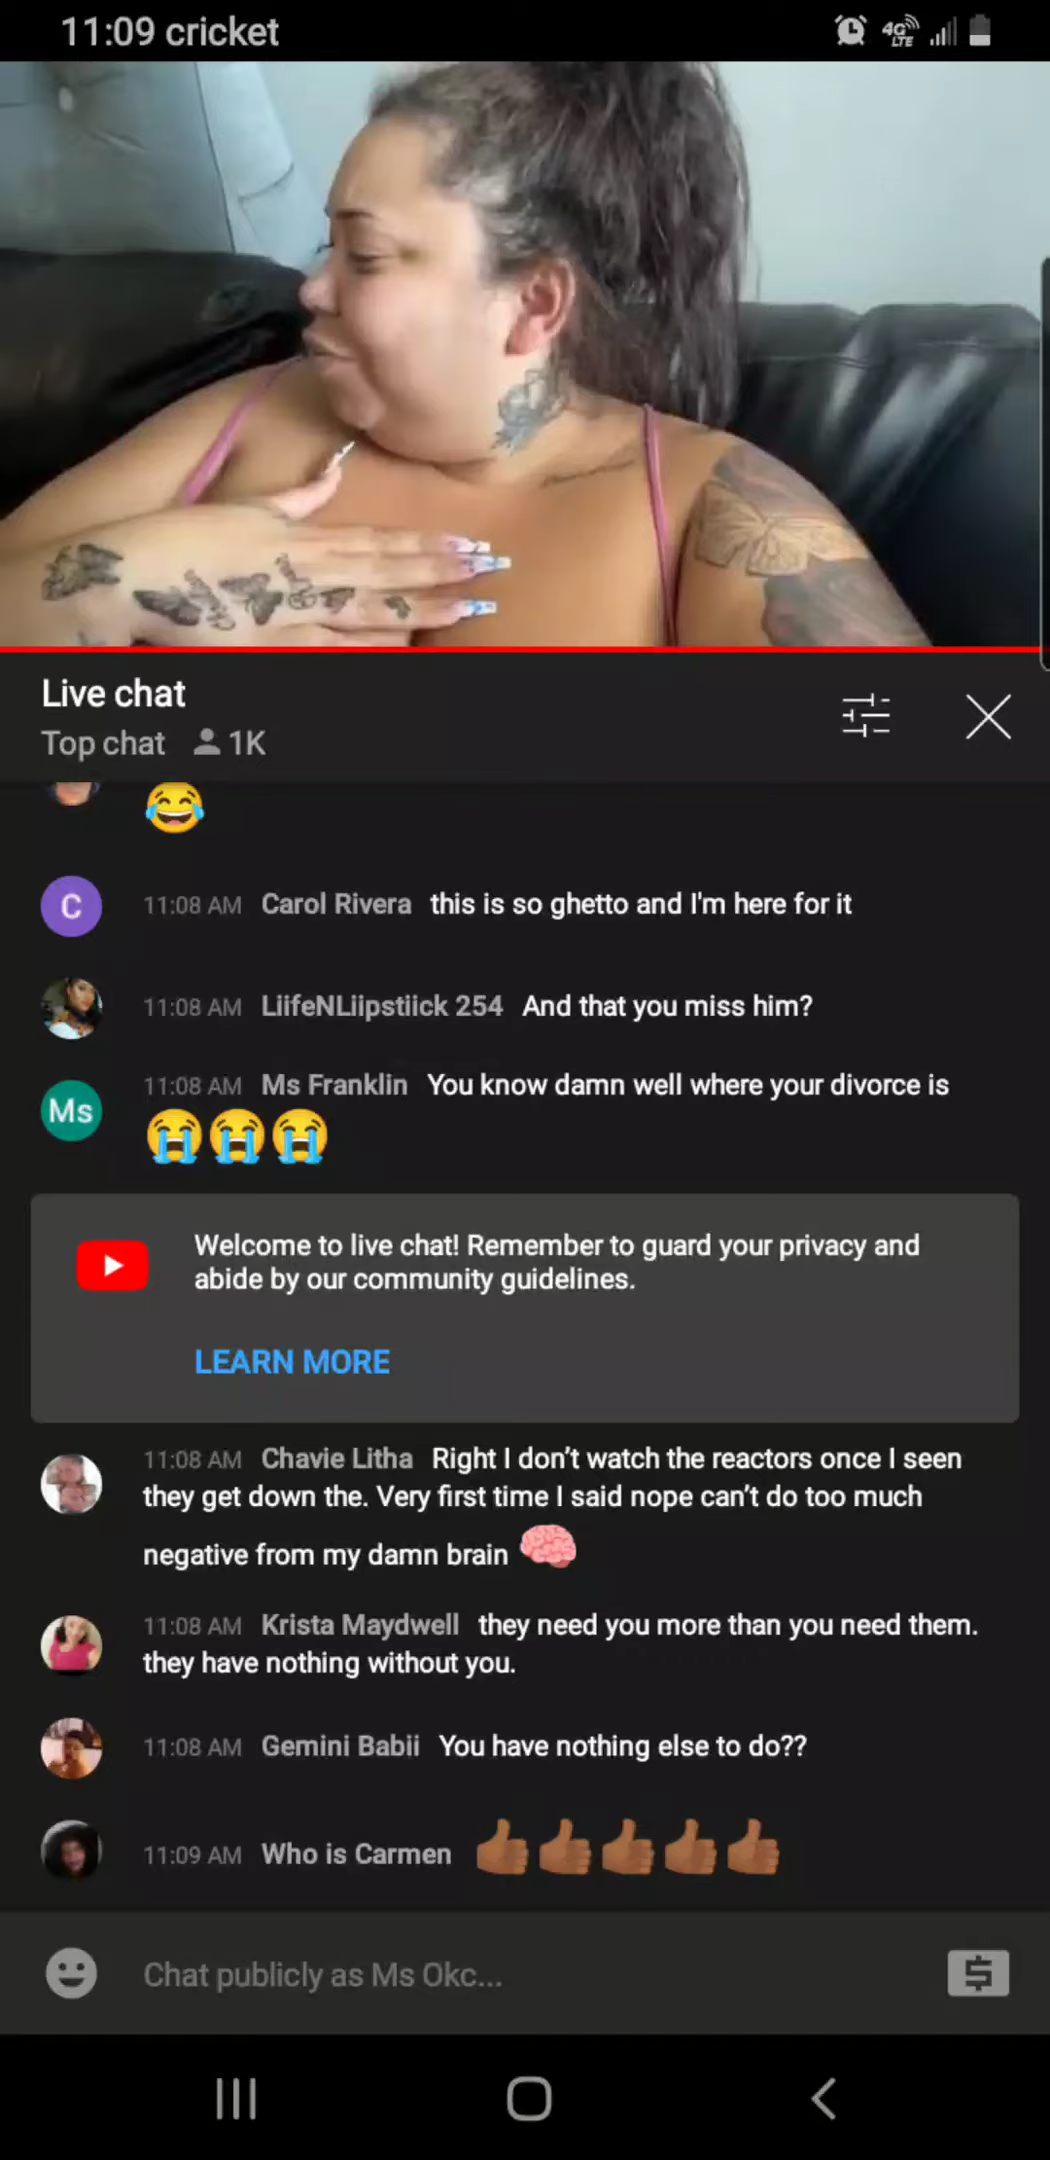 11:09 cricket
4G
LTE
Live chat
Top chat 1K
😂
C
11:08 AM Carol Rivera this is so ghetto and I'm here for it
11:08 AM LiifeNLiipstiick 254 And that you miss him?
Ms
11:08 AM Ms Franklin You know damn well where your divorce is
😭😭😭
Welcome to live chat! Remember to guard your privacy and
abide by our community guidelines.
LEARN MORE
11:08 AM Chavie Litha Right I don’t watch the reactors once I seen
they get down the. Very first time I said nope can’t do too much
negative from my damn brain 🧠
11:08 AM Krista Maydwell they need you more than you need them.
they have nothing without you.
11:08 AM Gemini Babii You have nothing else to do??
11:09 AM Who is Carmen 👍🏾👍🏾👍🏾👍🏾👍🏾
Chat publicly as Ms Okc...
$